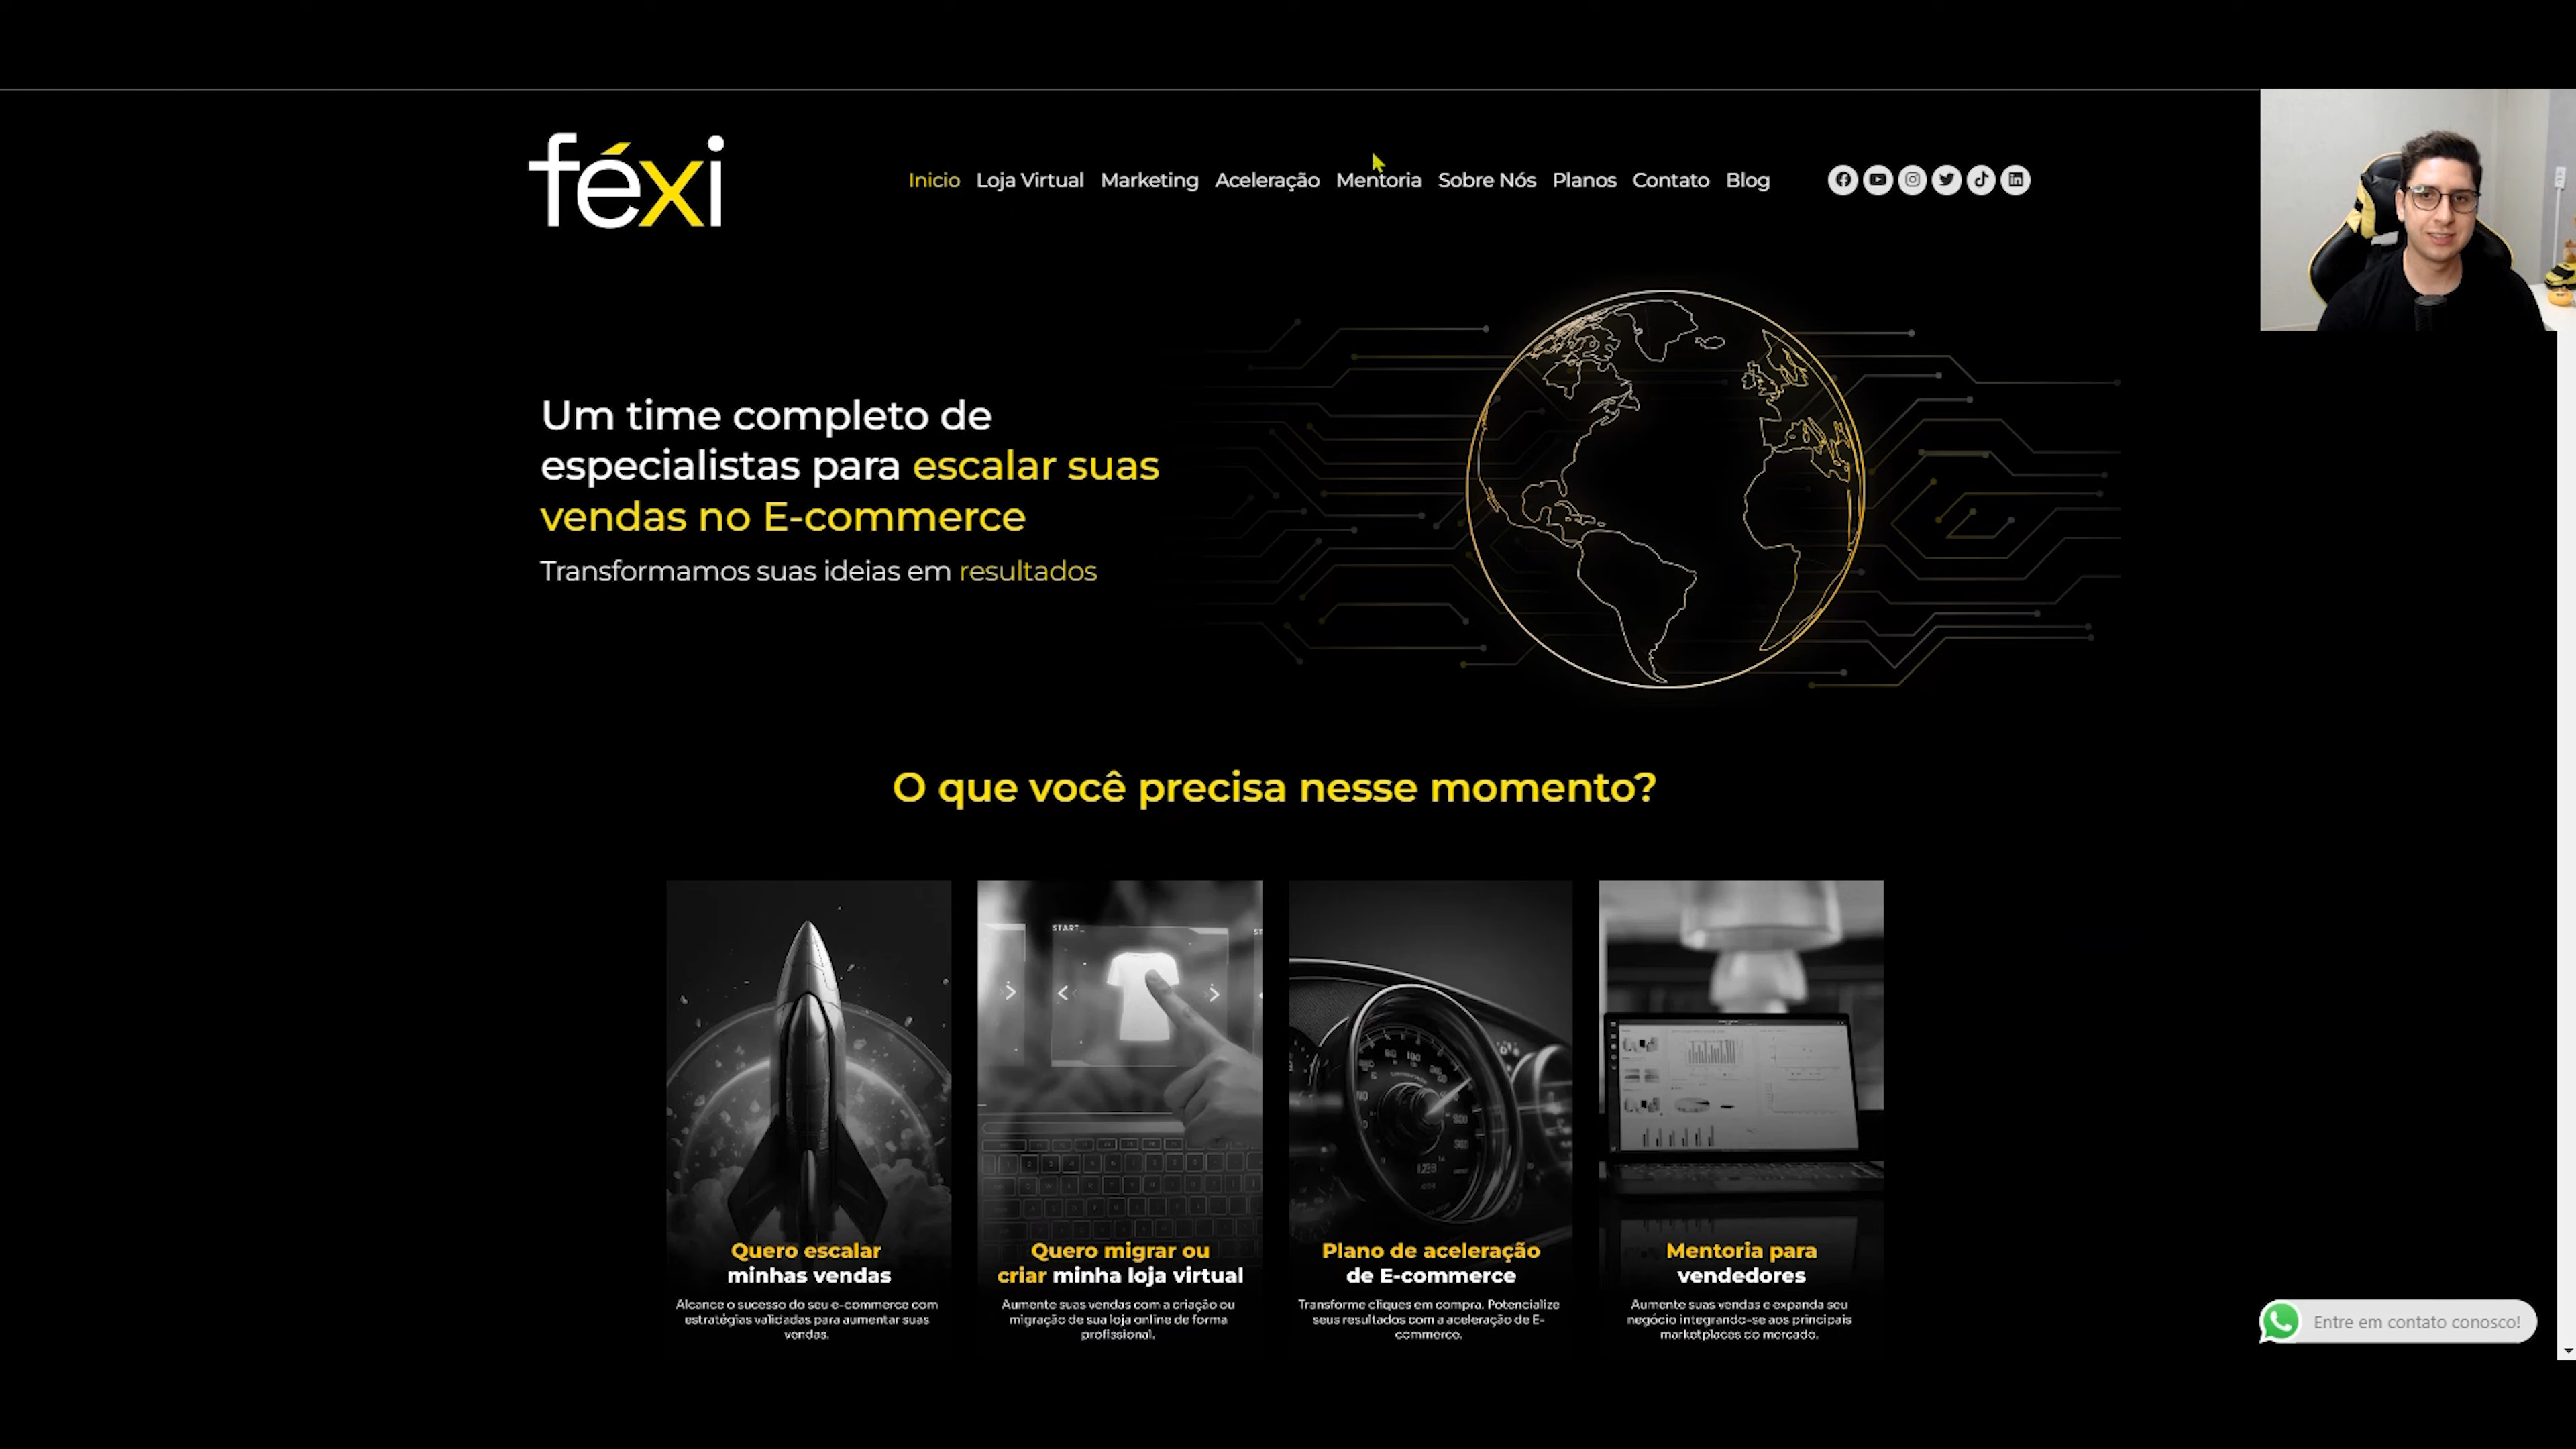 féxi
Inicio Loja Virtual Marketing Aceleração Mentoria Sobre Nós Planos Contato Blog
Um time completo de
especialistas para escalar suas
vendas no E-commerce
Transformamos suas ideias em resultados
O que você precisa nesse momento?
START_
Quero escalar
minhas vendas
Alcance o sucesso do seu e-commerce com
estratégias validadas para aumentar suas
vendas.
Quero migrar ou
criar minha loja virtual
Aumente suas vendas com a criação ou
migração de sua loja online de forma
profissional.
Plano de aceleração
de E-commerce
Transforme cliques em compra. Potencialize
seus resultados com a aceleração de E-
commerce.
Mentoria para
vendedores
Aumente suas vendas e expanda seu
negócio integrando-se aos principais
marketplaces do mercado.
Entre em contato conosco!